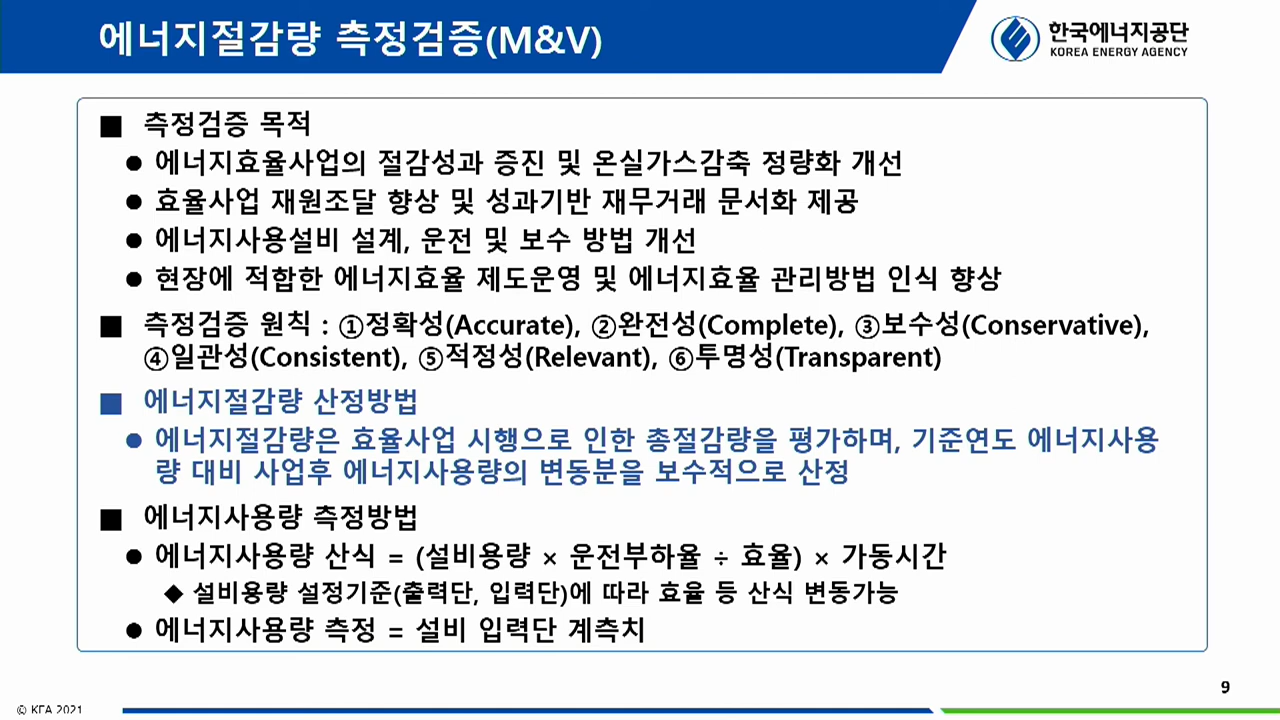 에너지절감량 측정검증(M&V)
한국에너지공단
KOREA ENERGY AGENCY
■ 측정검증 목적
● 에너지효율사업의 절감성과 증진 및 온실가스감축 정량화 개선
● 효율사업 재원조달 향상 및 성과기반 재무거래 문서화 제공
● 에너지사용설비 설계, 운전 및 보수 방법 개선
● 현장에 적합한 에너지효율 제도운영 및 에너지효율 관리방법 인식 향상
■ 측정검증 원칙 : ①정확성(Accurate), ②완전성(Complete), ③보수성(Conservative),
④일관성(Consistent), ⑤적정성(Relevant), ⑥투명성(Transparent)
■ 에너지절감량 산정방법
● 에너지절감량은 효율사업 시행으로 인한 총절감량을 평가하며, 기준연도 에너지사용
량 대비 사업후 에너지사용량의 변동분을 보수적으로 산정
■ 에너지사용량 측정방법
● 에너지사용량 산식 = (설비용량 × 운전부하율 ÷ 효율) × 가동시간
◆ 설비용량 설정기준(출력단, 입력단)에 따라 효율 등 산식 변동가능
● 에너지사용량 측정 = 설비 입력단 계측치
9
© KEA 2021